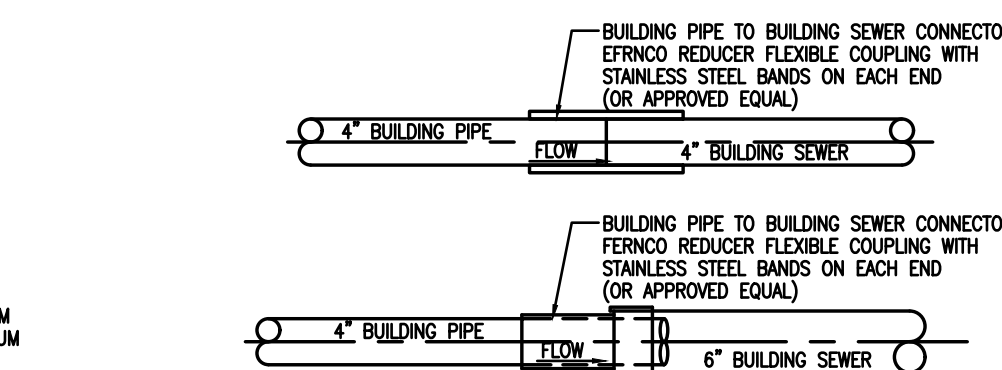 BUILDING PIPE TO BUILDING SEWER CONNECTO
EFRNCO REDUCER FLEXIBLE COUPLING WITH
STAINLESS STEEL BANDS ON EACH END
(OR APPROVED EQUAL)
4" BUILDING PIPE
FLOW
4" BUILDING SEWER
BUILDING PIPE TO BUILDING SEWER CONNECTO
FERNCO REDUCER FLEXIBLE COUPLING WITH
STAINLESS STEEL BANDS ON EACH END
(OR APPROVED EQUAL)
M
UM
4" BUILDING PIPE
FLOW
6" BUILDING SEWER